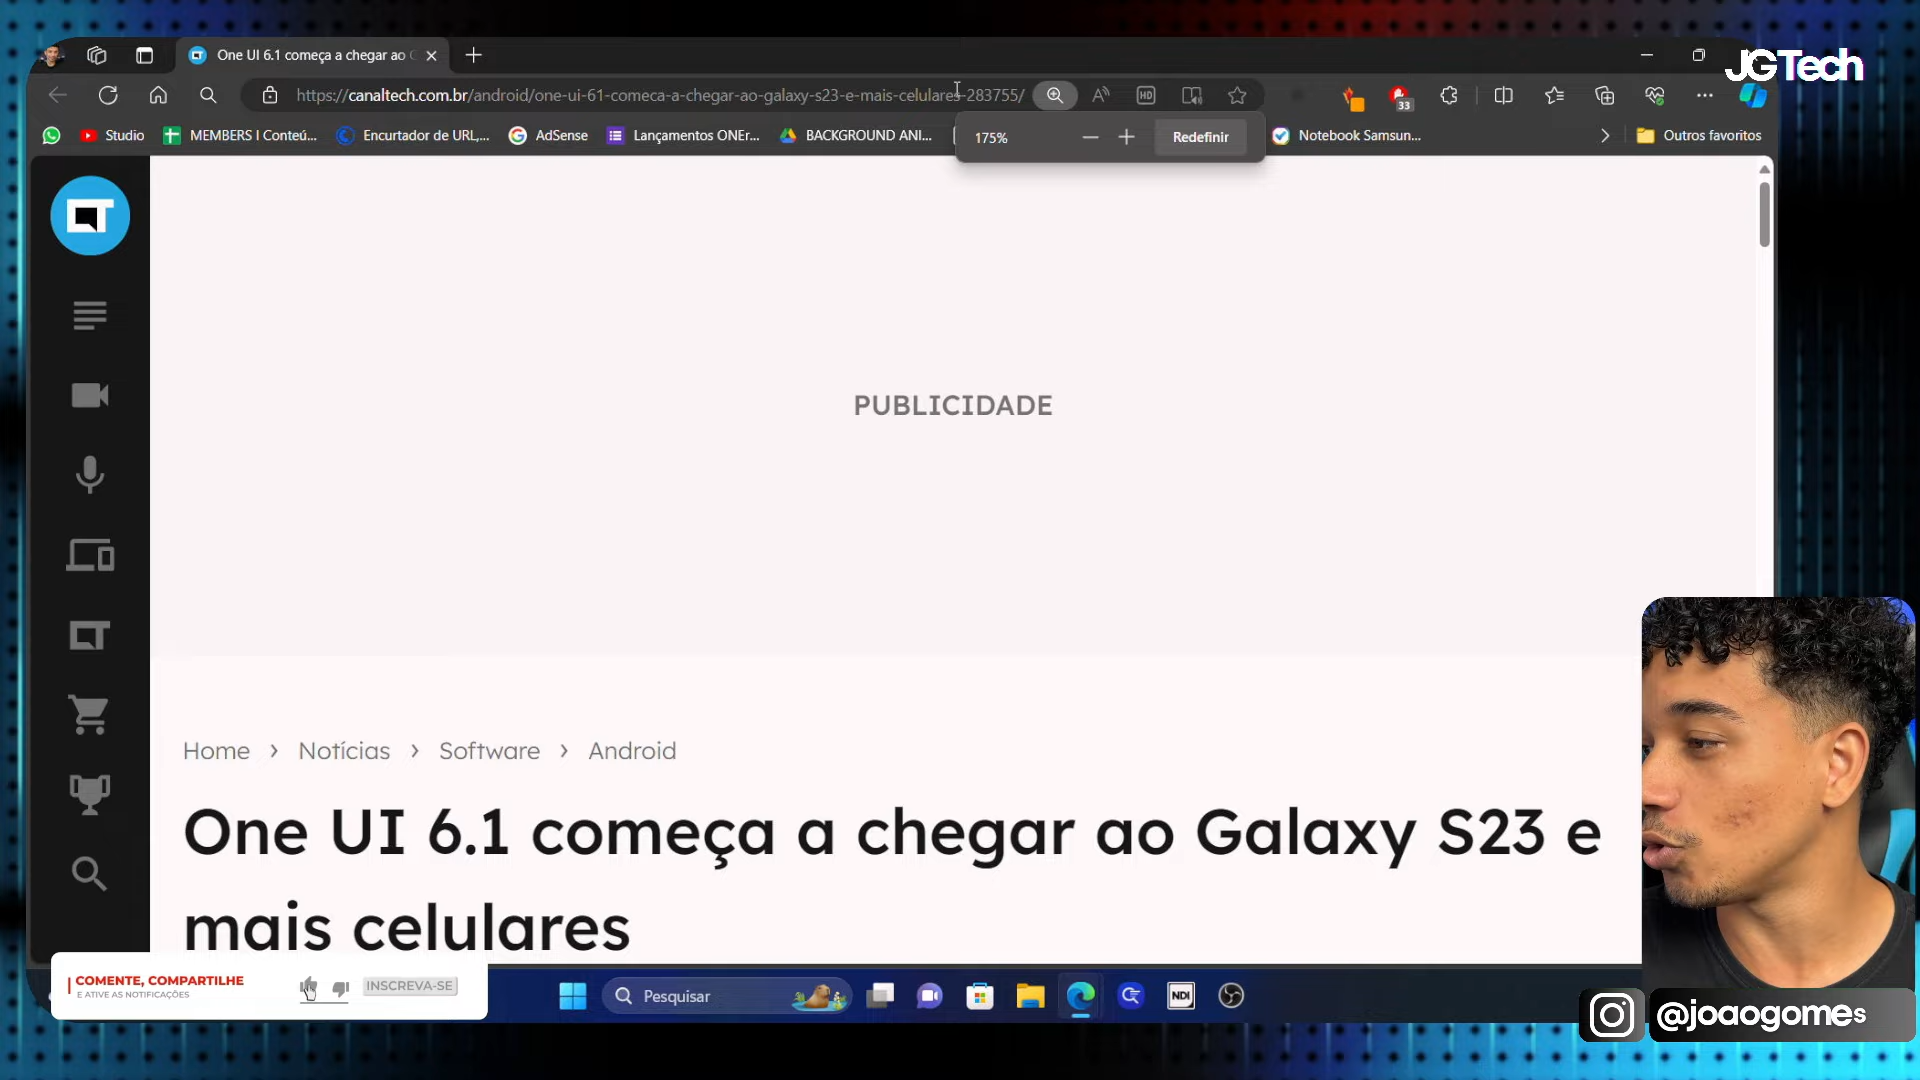 One UI 6.1 começa a chegar ao G
JGTech
https://canaltech.com.br/android/one-ui-61-comeca-a-chegar-ao-galaxy-s23-e-mais-celulares-283755/
HD
33
Studio
MEMBERS I Conteú...
Encurtador de URL,...
AdSense
Lançamentos ONEr...
BACKGROUND ANI...
175%
Redefinir
Notebook Samsun...
Outros favoritos
PUBLICIDADE
Home > Notícias > Software > Android
One UI 6.1 começa a chegar ao Galaxy S23 e
mais celulares
COMENTE, COMPARTILHE
E ATIVE AS NOTIFICAÇÕES
INSCREVA-SE
Pesquisar
NDI
@joaogomes